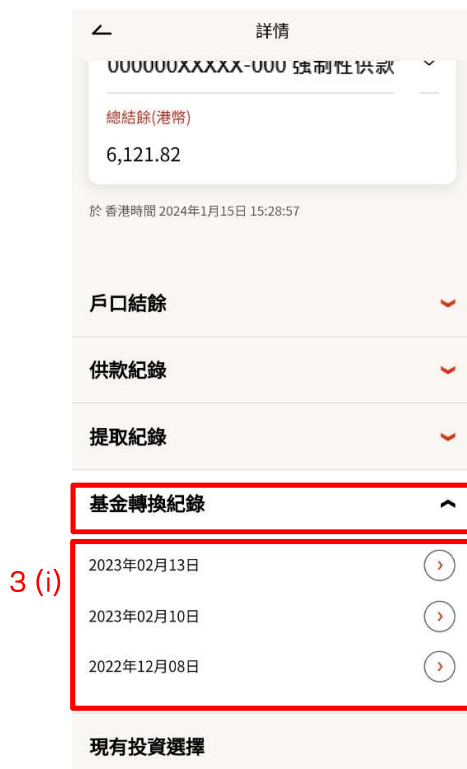 詳情
000000XXXXX-000 强制性供款
總結餘(港幣)
6,121.82
於 香港時間 2024年1月15日 15:28:57
戶口結餘
供款紀錄
提取紀錄
基金轉換紀錄
3 (i)
2023年02月13日
2023年02月10日
2022年12月08日
現有投資選擇